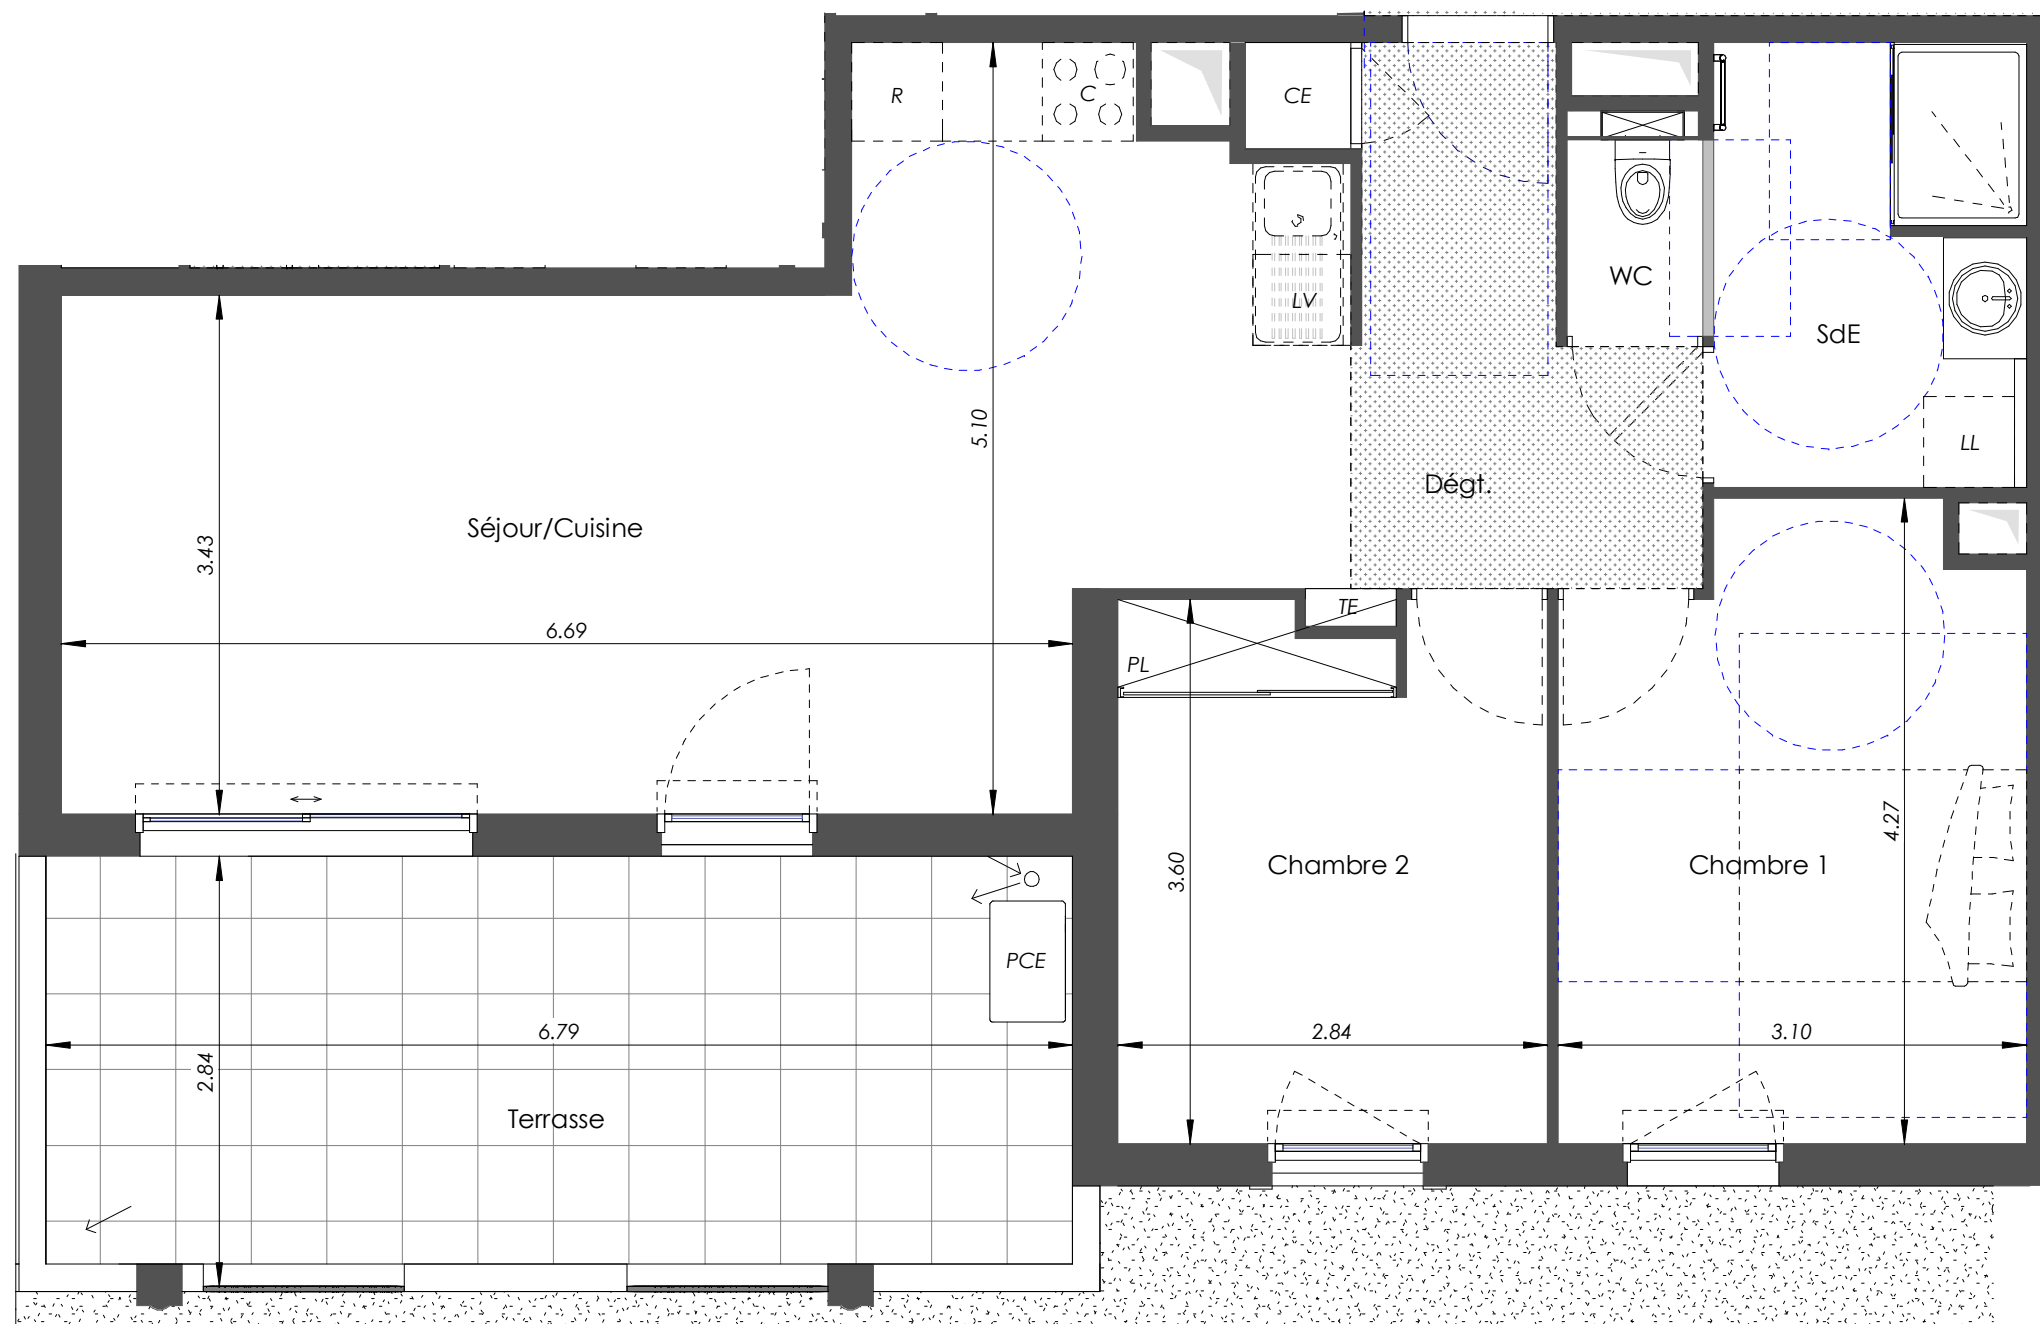 R
C
CE
WC
LV
SdE
5.10
LL
Dégt.
Séjour/Cuisine
3.43
TE
6.69
PL
4.27
3.60
Chambre 2
Chambre 1
PCE
6.79
2.84
3.10
2.84
Terrasse